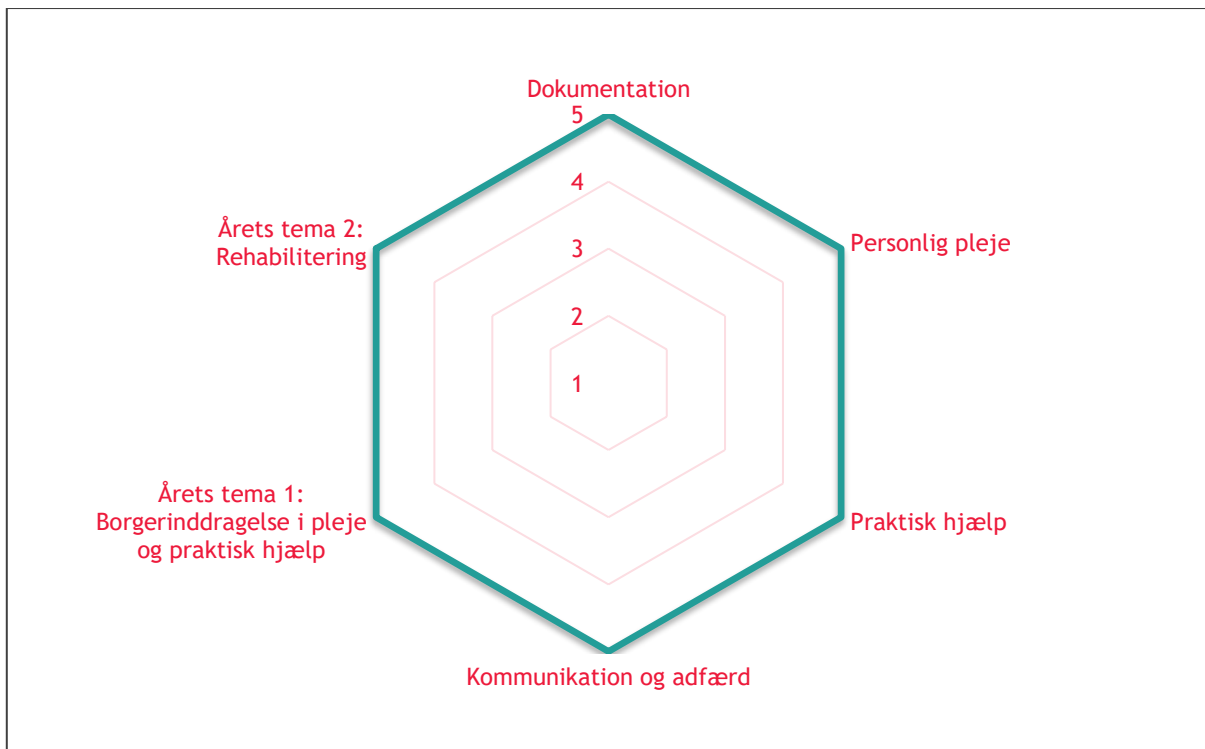 Dokumentation
5
4
3
2
1
Personlig pleje
Praktisk hjælp
Kommunikation og adfærd
Årets tema 1:
Borgerinddragelse i pleje
og praktisk hjælp
Årets tema 2:
Rehabilitering